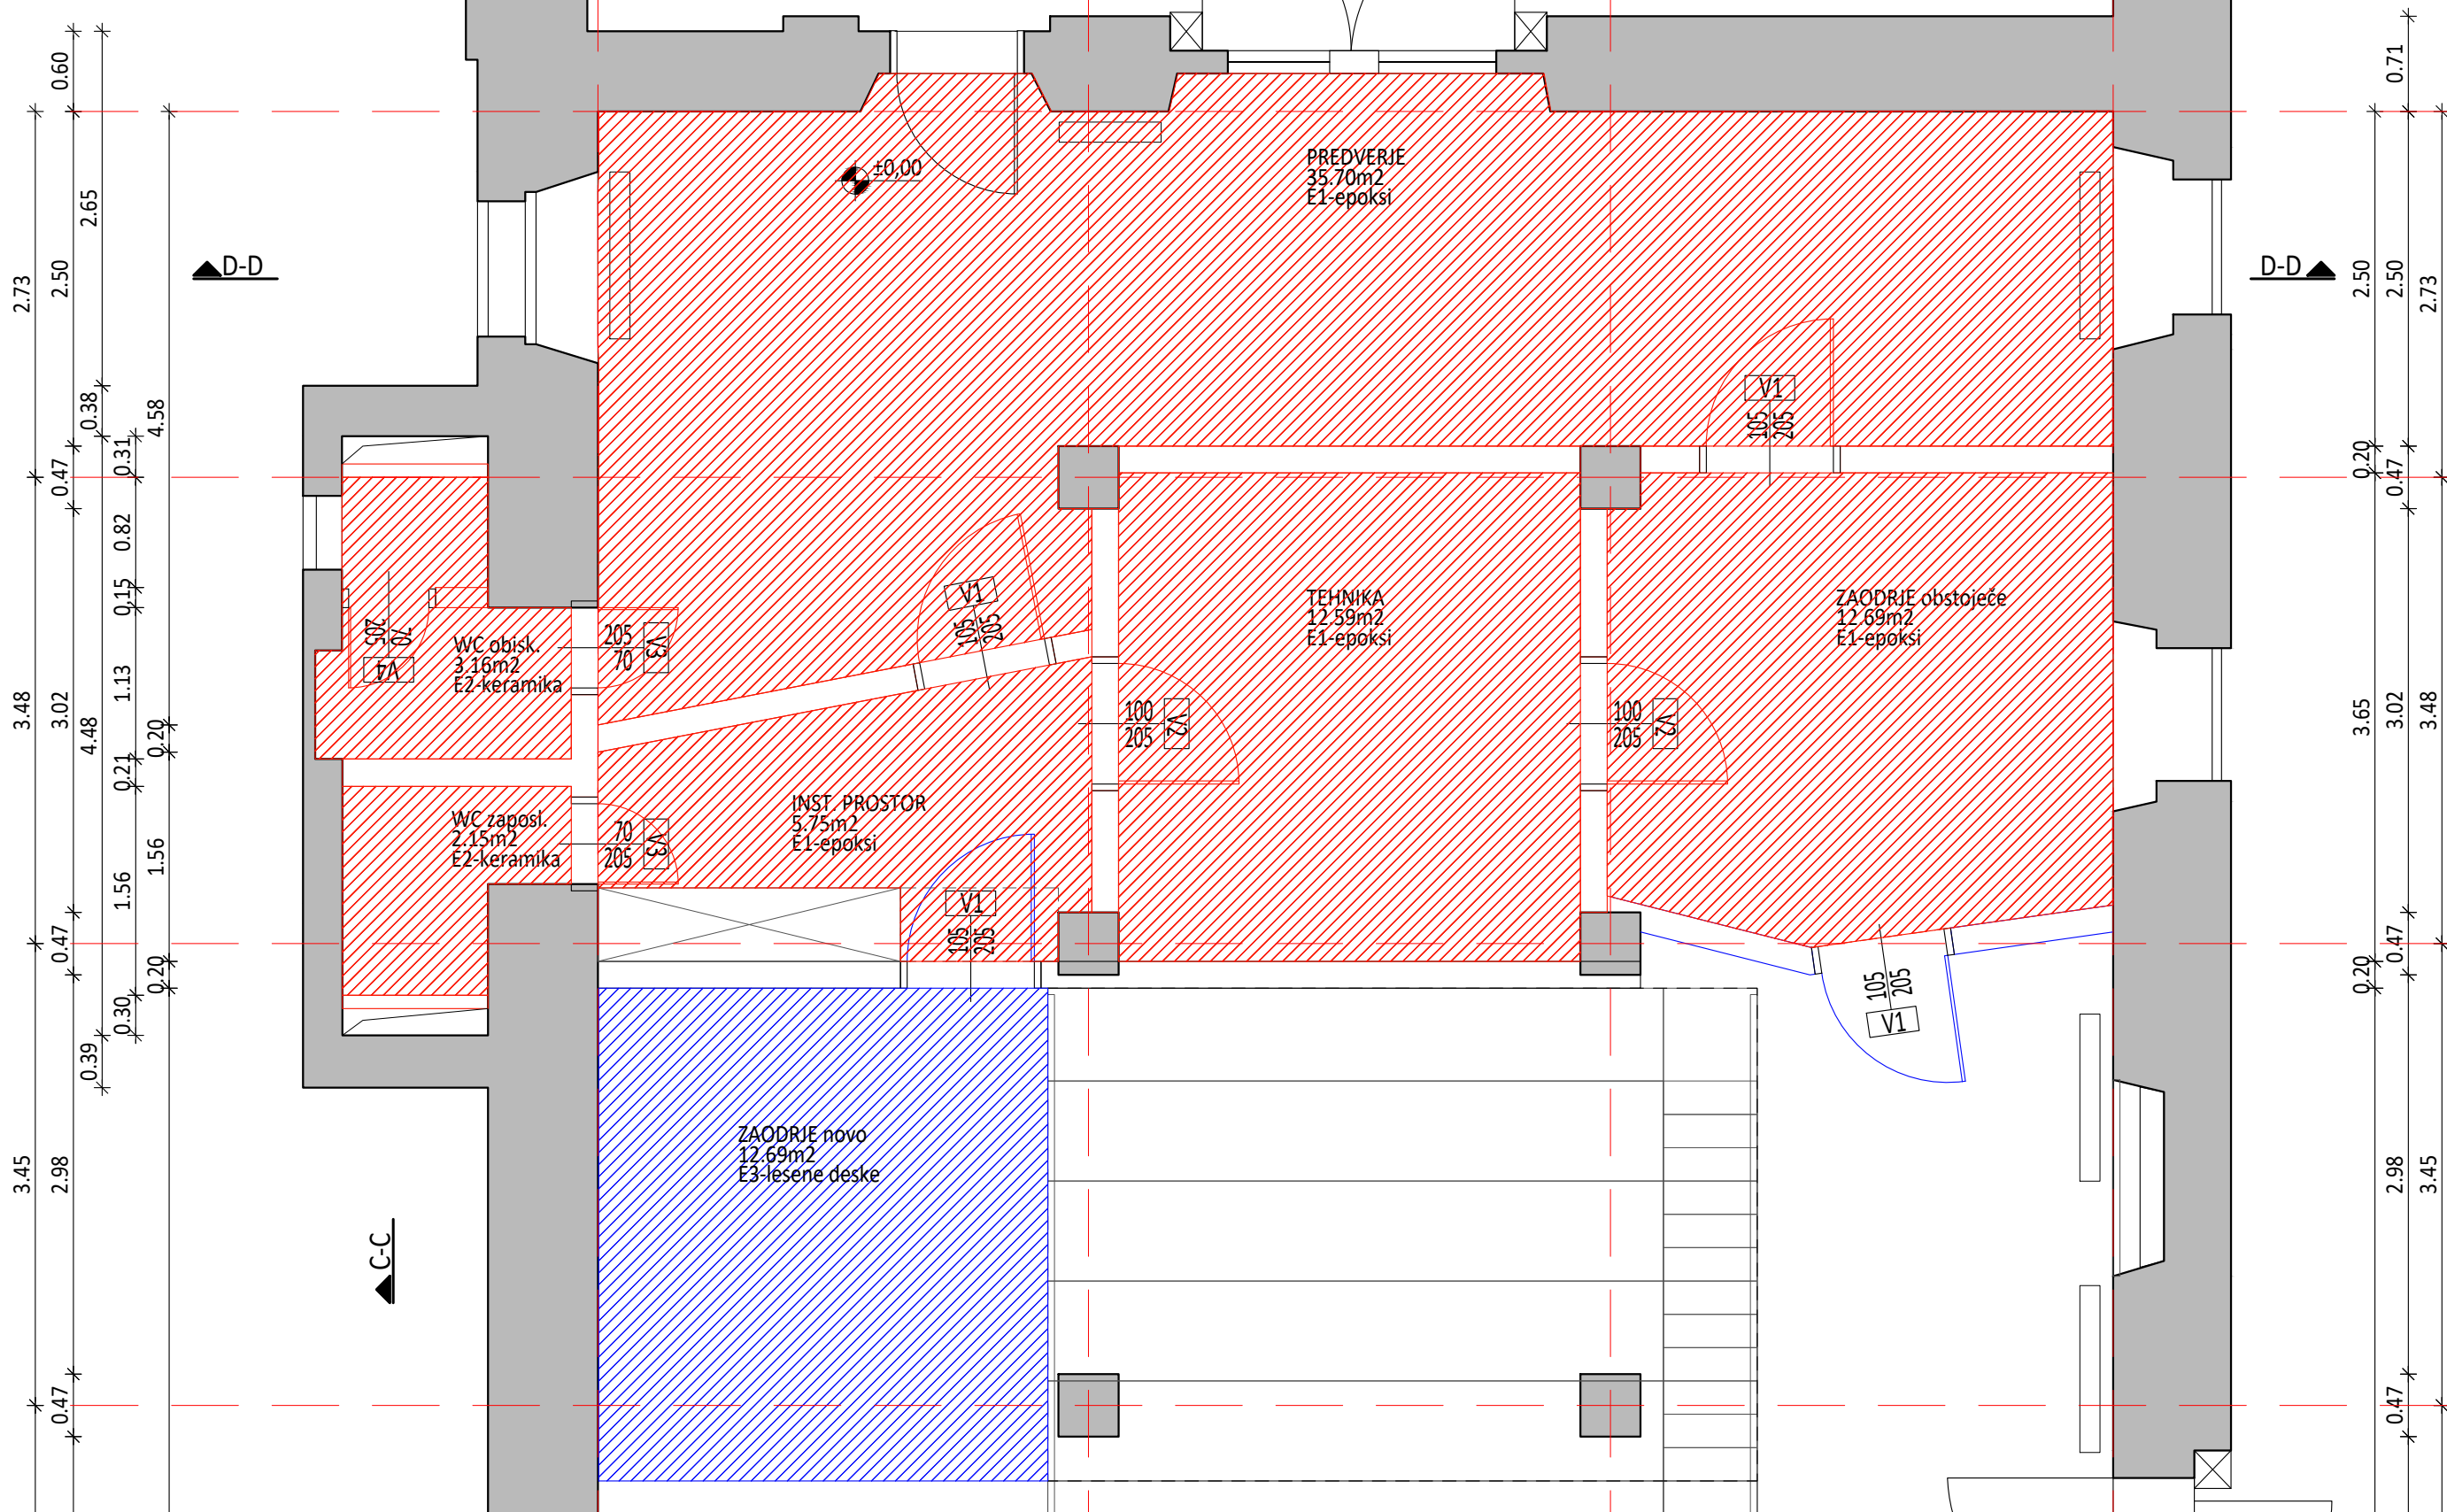 0.60
2.65
2.73
2.50
0.38
4.58
0.31
0.47
0.82
0,15
3.48
3.02
4.48
1.13
0.20
0.21
1.56
1.56
0.47
0.20
0.30
0.39
3.45
2.98
0.47
D-D
C-C
±0,00
PREDVERJE
35.70m2
E1-epoksi
V1
105
205
V1
105
205
TEHNIKA
12.59m2
E1-epoksi
ZAODRJE obstoječe
12.69m2
E1-epoksi
WC obisk.
3.16m2
E2-keramika
70
205
V4
205
70
V3
100
205
V2
100
205
V2
INST. PROSTOR
5.75m2
E1-epoksi
WC zaposl.
2.15m2
E2-keramika
70
205
V3
V1
105
205
105
205
V1
ZAODRJE novo
12.69m2
E3-lesene deske
D-D
0.71
2.50
2.50
2.73
0.20
0.47
3.65
3.02
3.48
0.47
0.20
2.98
3.45
0.47